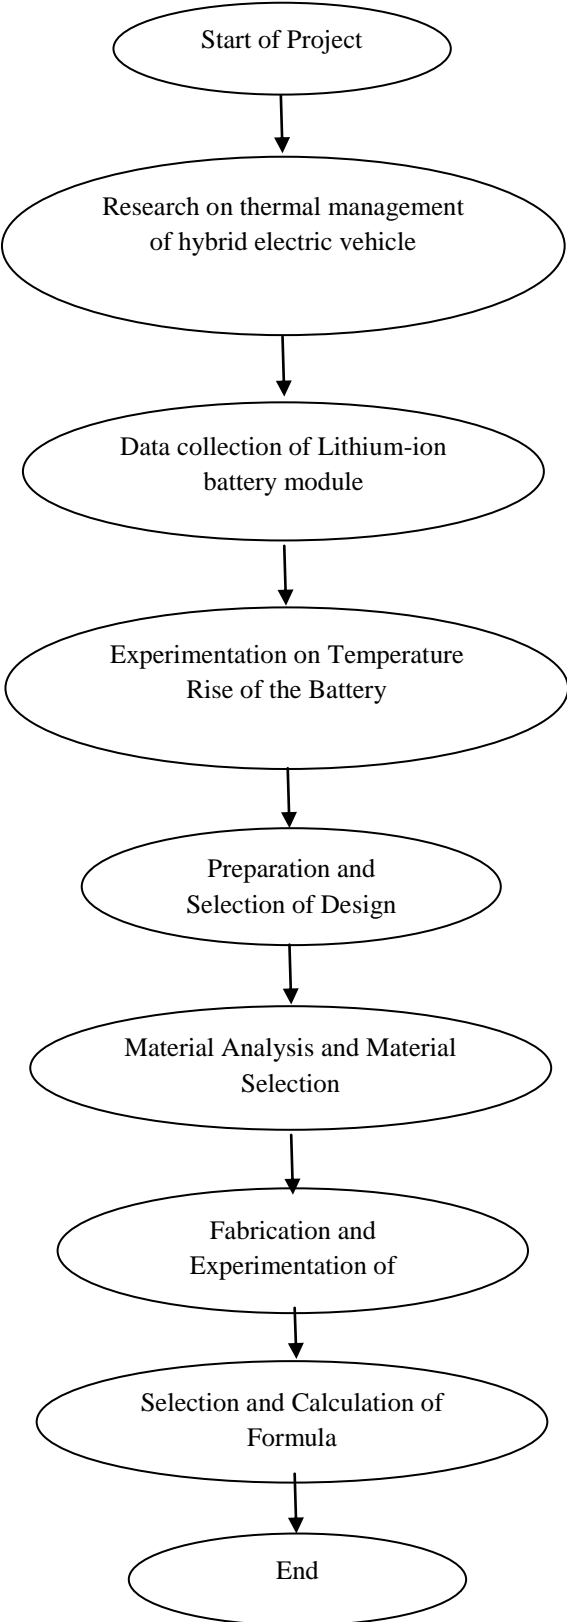 Start of Project
Research on thermal management
of hybrid electric vehicle
Data collection of Lithium-ion
battery module
Experimentation on Temperature
Rise of the Battery
Preparation and
Selection of Design
Material Analysis and Material
Selection
Fabrication and
Experimentation of
Selection and Calculation of
Formula
End